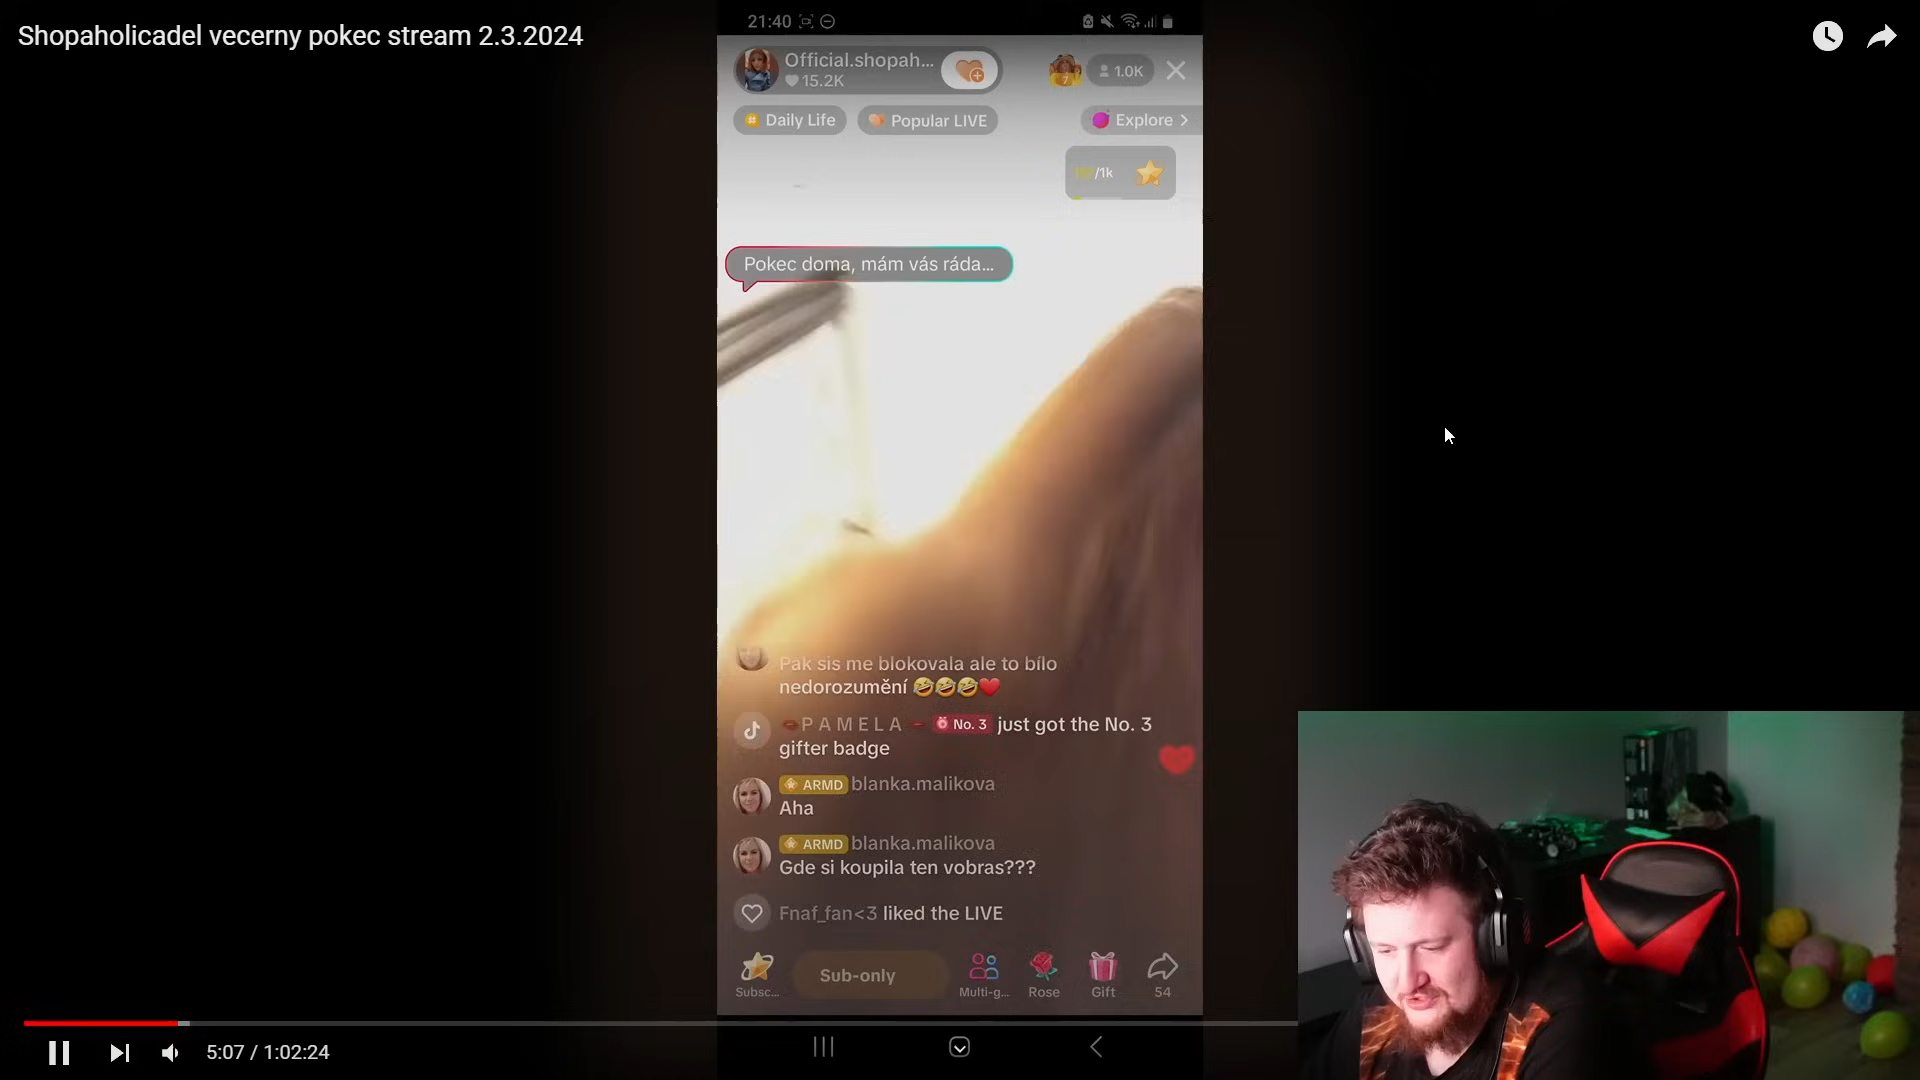 Shopaholicadel vecerny pokec stream 2.3.2024
21:40
Official.shopah...
15.2K
7
1.0K
Daily Life
Popular LIVE
Explore
/1k
Pokec doma, mám vás ráda...
Pak sis me blokovala ale to bílo
nedorozumění 🤣🤣🤣❤️
P A M E L A No. 3 just got the No. 3
gifter badge
ARMD blanka.malikova
Aha
ARMD blanka.malikova
Gde si koupila ten vobras???
Fnaf_fan<3 liked the LIVE
Subsc...
Sub-only
Multi-g...
Rose
Gift
54
5:07 / 1:02:24